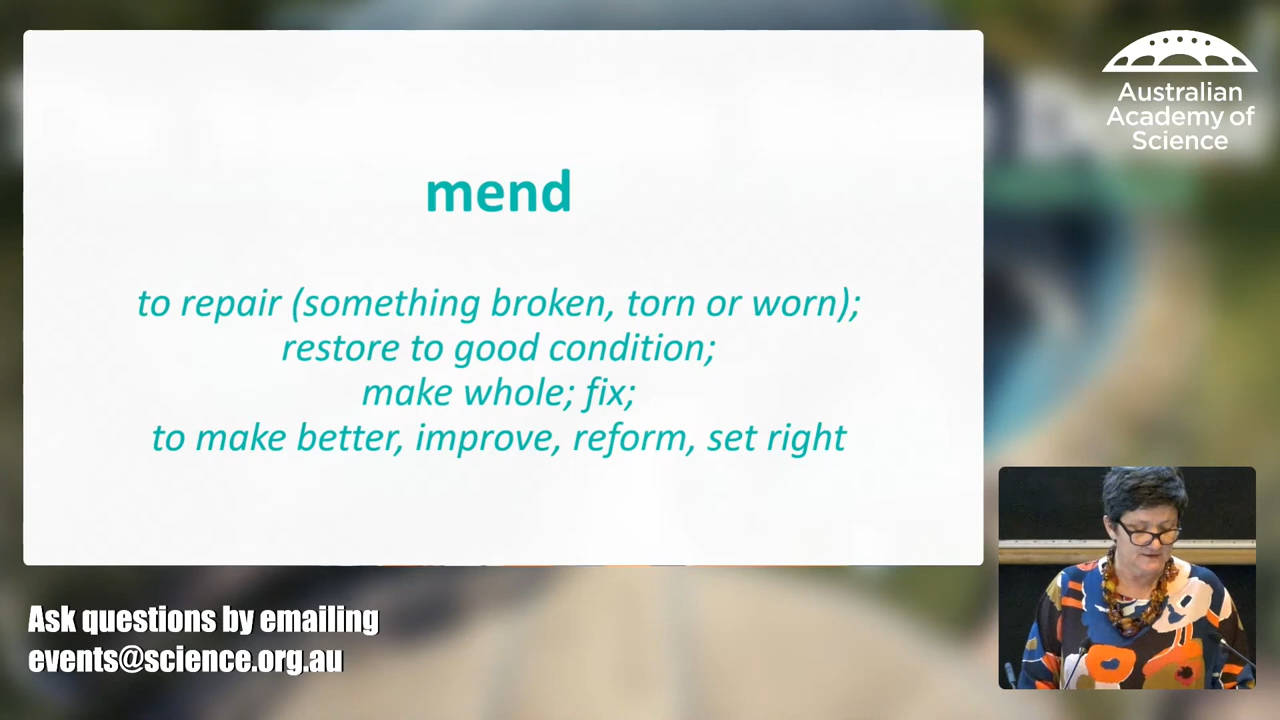 mend
to repair (something broken, torn or worn);
restore to good condition;
make whole; fix;
to make better, improve, reform, set right
Australian
Academy of
Science
Ask questions by emailing
events@science.org.au